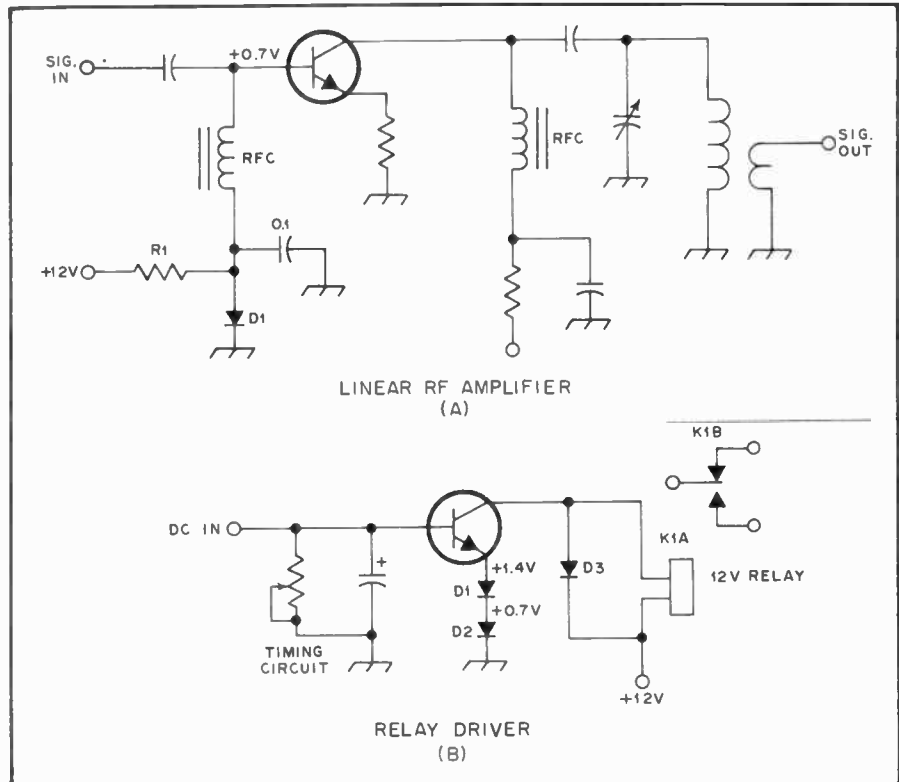 SIG. IN
+0.7V
RFC
RFC
SIG. OUT
0.1
R1
+12V
D1
LINEAR RF AMPLIFIER
(A)
K1B
DC IN
K1A
+
+1.4V
D1
D3
12V RELAY
+0.7V
D2
TIMING
CIRCUIT
+12V
RELAY DRIVER
(B)